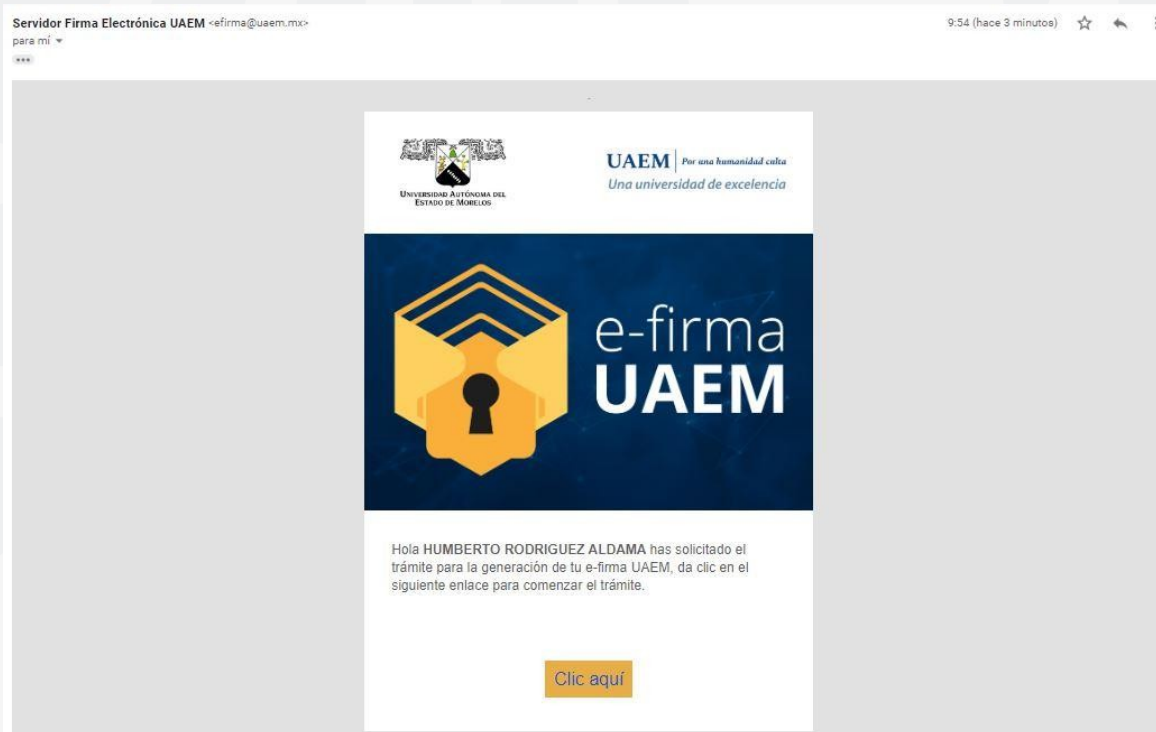 Servidor Firma Electrónica UAEM <efirma@uaem.mx>
9:54 (hace 3 minutos)
para mí
UNIVERSIDAD AUTÓNOMA DEL
ESTADO DE MORELOS
UAEM Por una humanidad culta
Una universidad de excelencia
e-firma
UAEM
Hola HUMBERTO RODRIGUEZ ALDAMA has solicitado el
trámite para la generación de tu e-firma UAEM, da clic en el
siguiente enlace para comenzar el trámite.
Clic aquí